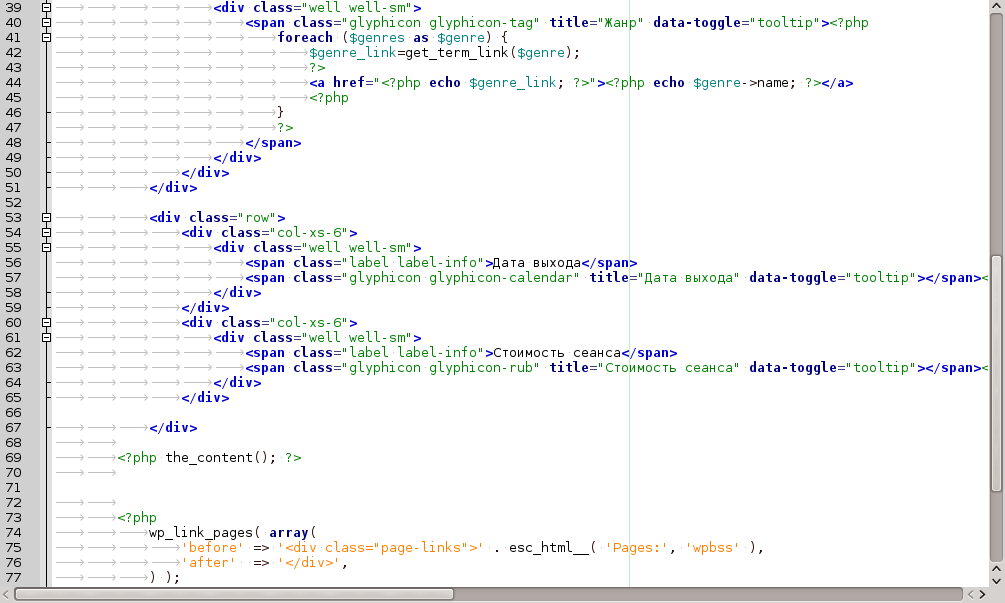 39 <div class="well well-sm">
40 <span class="glyphicon glyphicon-tag" title="Жанр" data-toggle="tooltip"><?php
41 foreach ($genres as $genre) {
42 $genre_link=get_term_link($genre);
43 ?>
44 <a href="<?php echo $genre_link; ?>"><?php echo $genre->name; ?></a>
45 <?php
46 }
47 ?>
48 </span>
49 </div>
50 </div>
51 </div>
52
53 <div class="row">
54 <div class="col-xs-6">
55 <div class="well well-sm">
56 <span class="label label-info">Дата выхода</span>
57 <span class="glyphicon glyphicon-calendar" title="Дата выхода" data-toggle="tooltip"></span><
58 </div>
59 </div>
60 <div class="col-xs-6">
61 <div class="well well-sm">
62 <span class="label label-info">Стоимость сеанса</span>
63 <span class="glyphicon glyphicon-rub" title="Стоимость сеанса" data-toggle="tooltip"></span><
64 </div>
65 </div>
66
67 </div>
68
69 <?php the_content(); ?>
70
71
72
73 <?php
74 wp_link_pages( array(
75 'before' => '<div class="page-links">' . esc_html__( 'Pages:', 'wpbss' ),
76 'after' => '</div>',
77 ) );